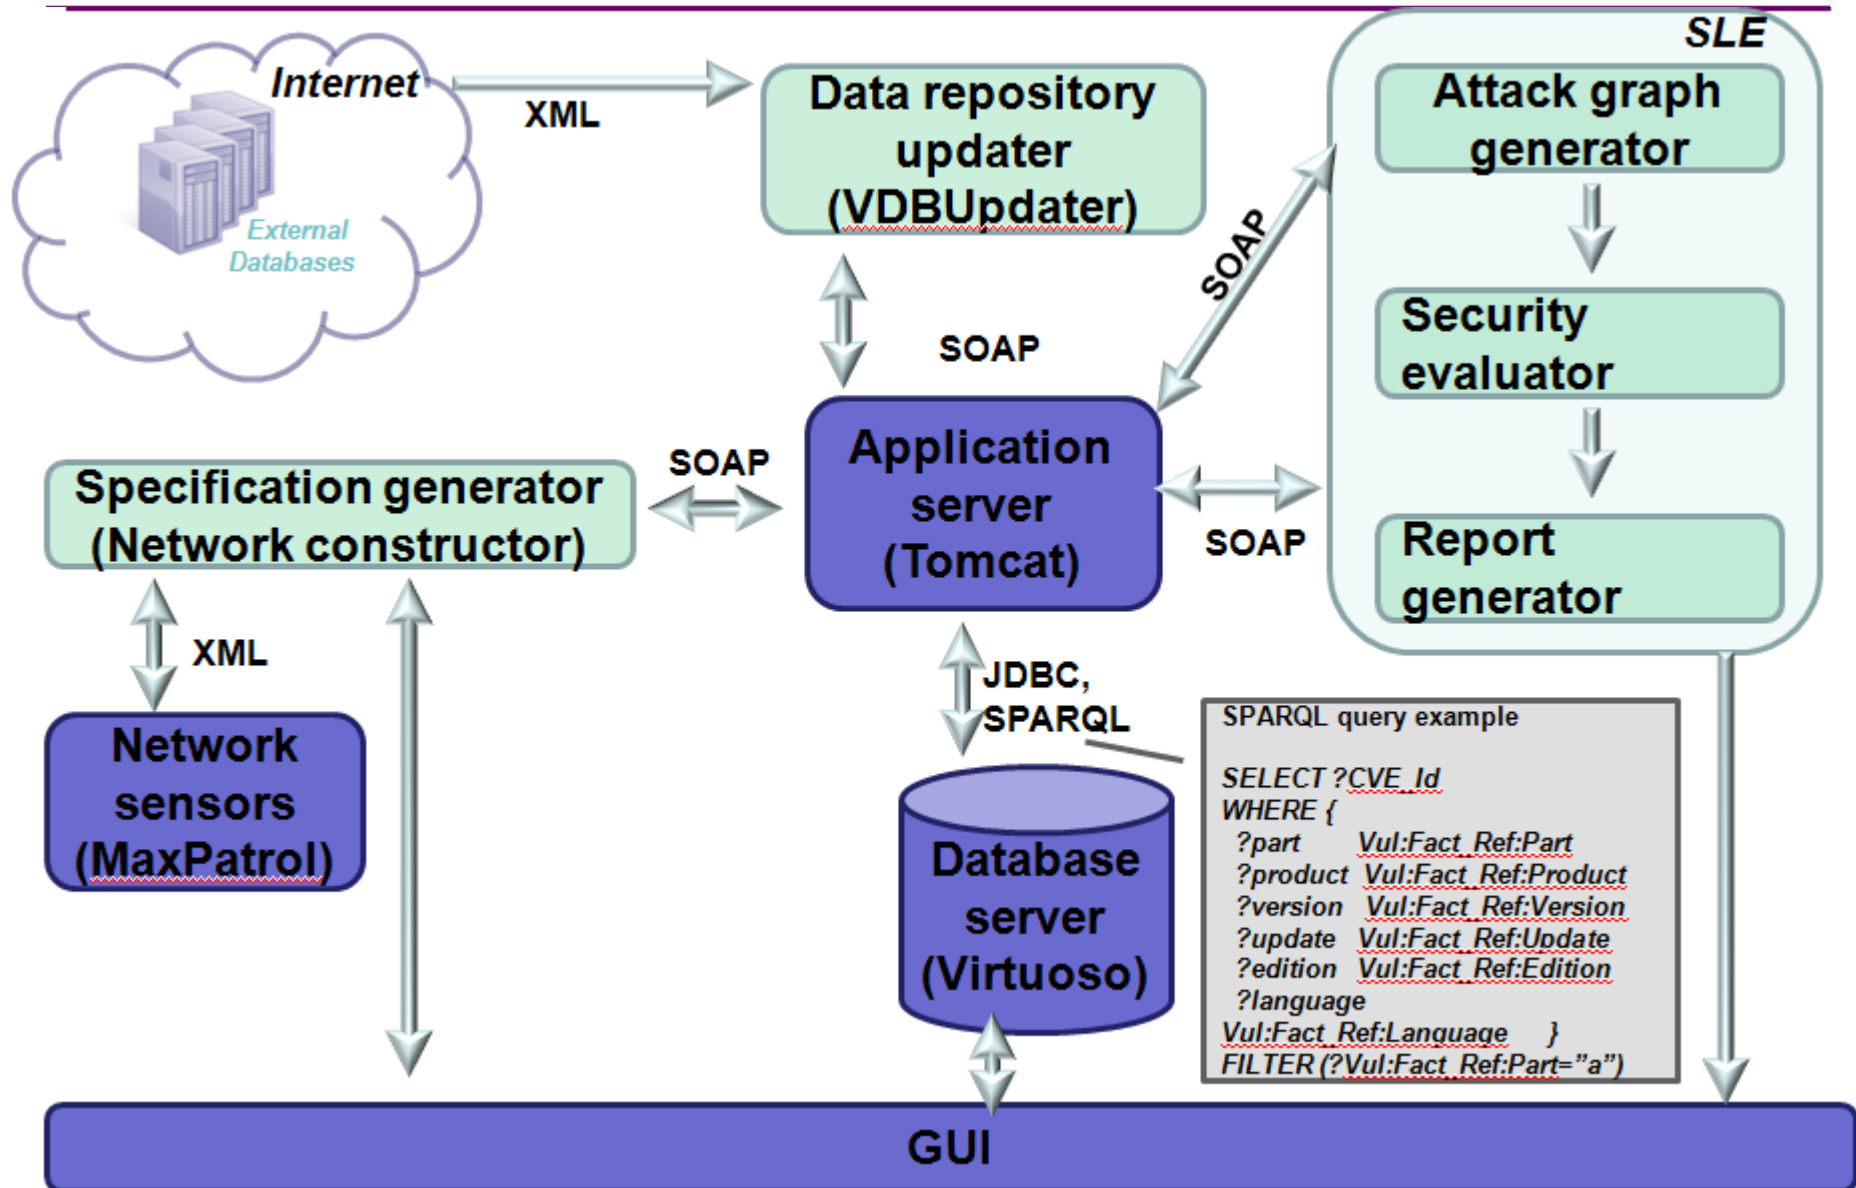 SLE
Internet
External
Databases
XML
Data repository
updater
(VDBUpdater)
Attack graph
generator
SOAP
SOAP
Security
evaluator
Application
server
(Tomcat)
SOAP
Specification generator
(Network constructor)
SOAP
Report
generator
XML
JDBC,
SPARQL
Network
sensors
(MaxPatrol)
Database
server
(Virtuoso)
SPARQL query example
SELECT ?CVE_Id
WHERE {
?part Vul:Fact_Ref:Part
?product Vul:Fact_Ref:Product
?version Vul:Fact_Ref:Version
?update Vul:Fact_Ref:Update
?edition Vul:Fact_Ref:Edition
?language
Vul:Fact_Ref:Language }
FILTER (?Vul:Fact_Ref:Part=”a”)
GUI